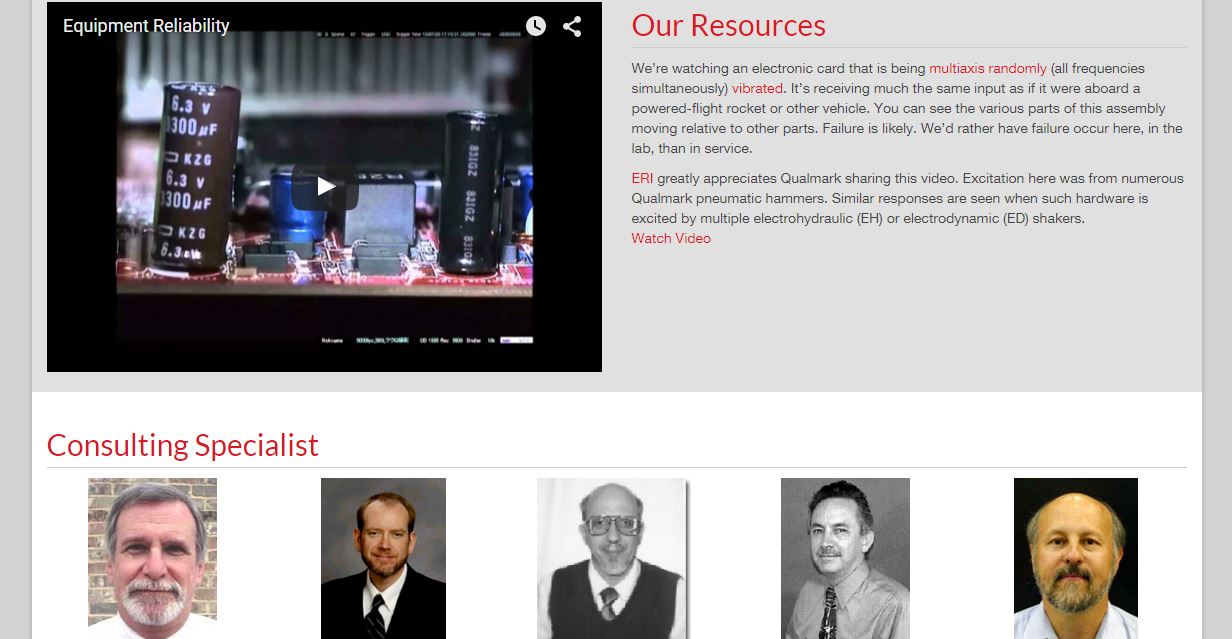 Equipment Reliability
6.3 V
3300µF
KZG
6.3 V
3300µF
KZG
6.3
Our Resources
We're watching an electronic card that is being multiaxis randomly (all frequencies
simultaneously) vibrated. It's receiving much the same input as if it were aboard a
powered-flight rocket or other vehicle. You can see the various parts of this assembly
moving relative to other parts. Failure is likely. We'd rather have failure occur here, in the
lab, than in service.
ERI greatly appreciates Qualmark sharing this video. Excitation here was from numerous
Qualmark pneumatic hammers. Similar responses are seen when such hardware is
excited by multiple electrohydraulic (EH) or electrodynamic (ED) shakers.
Watch Video
Consulting Specialist